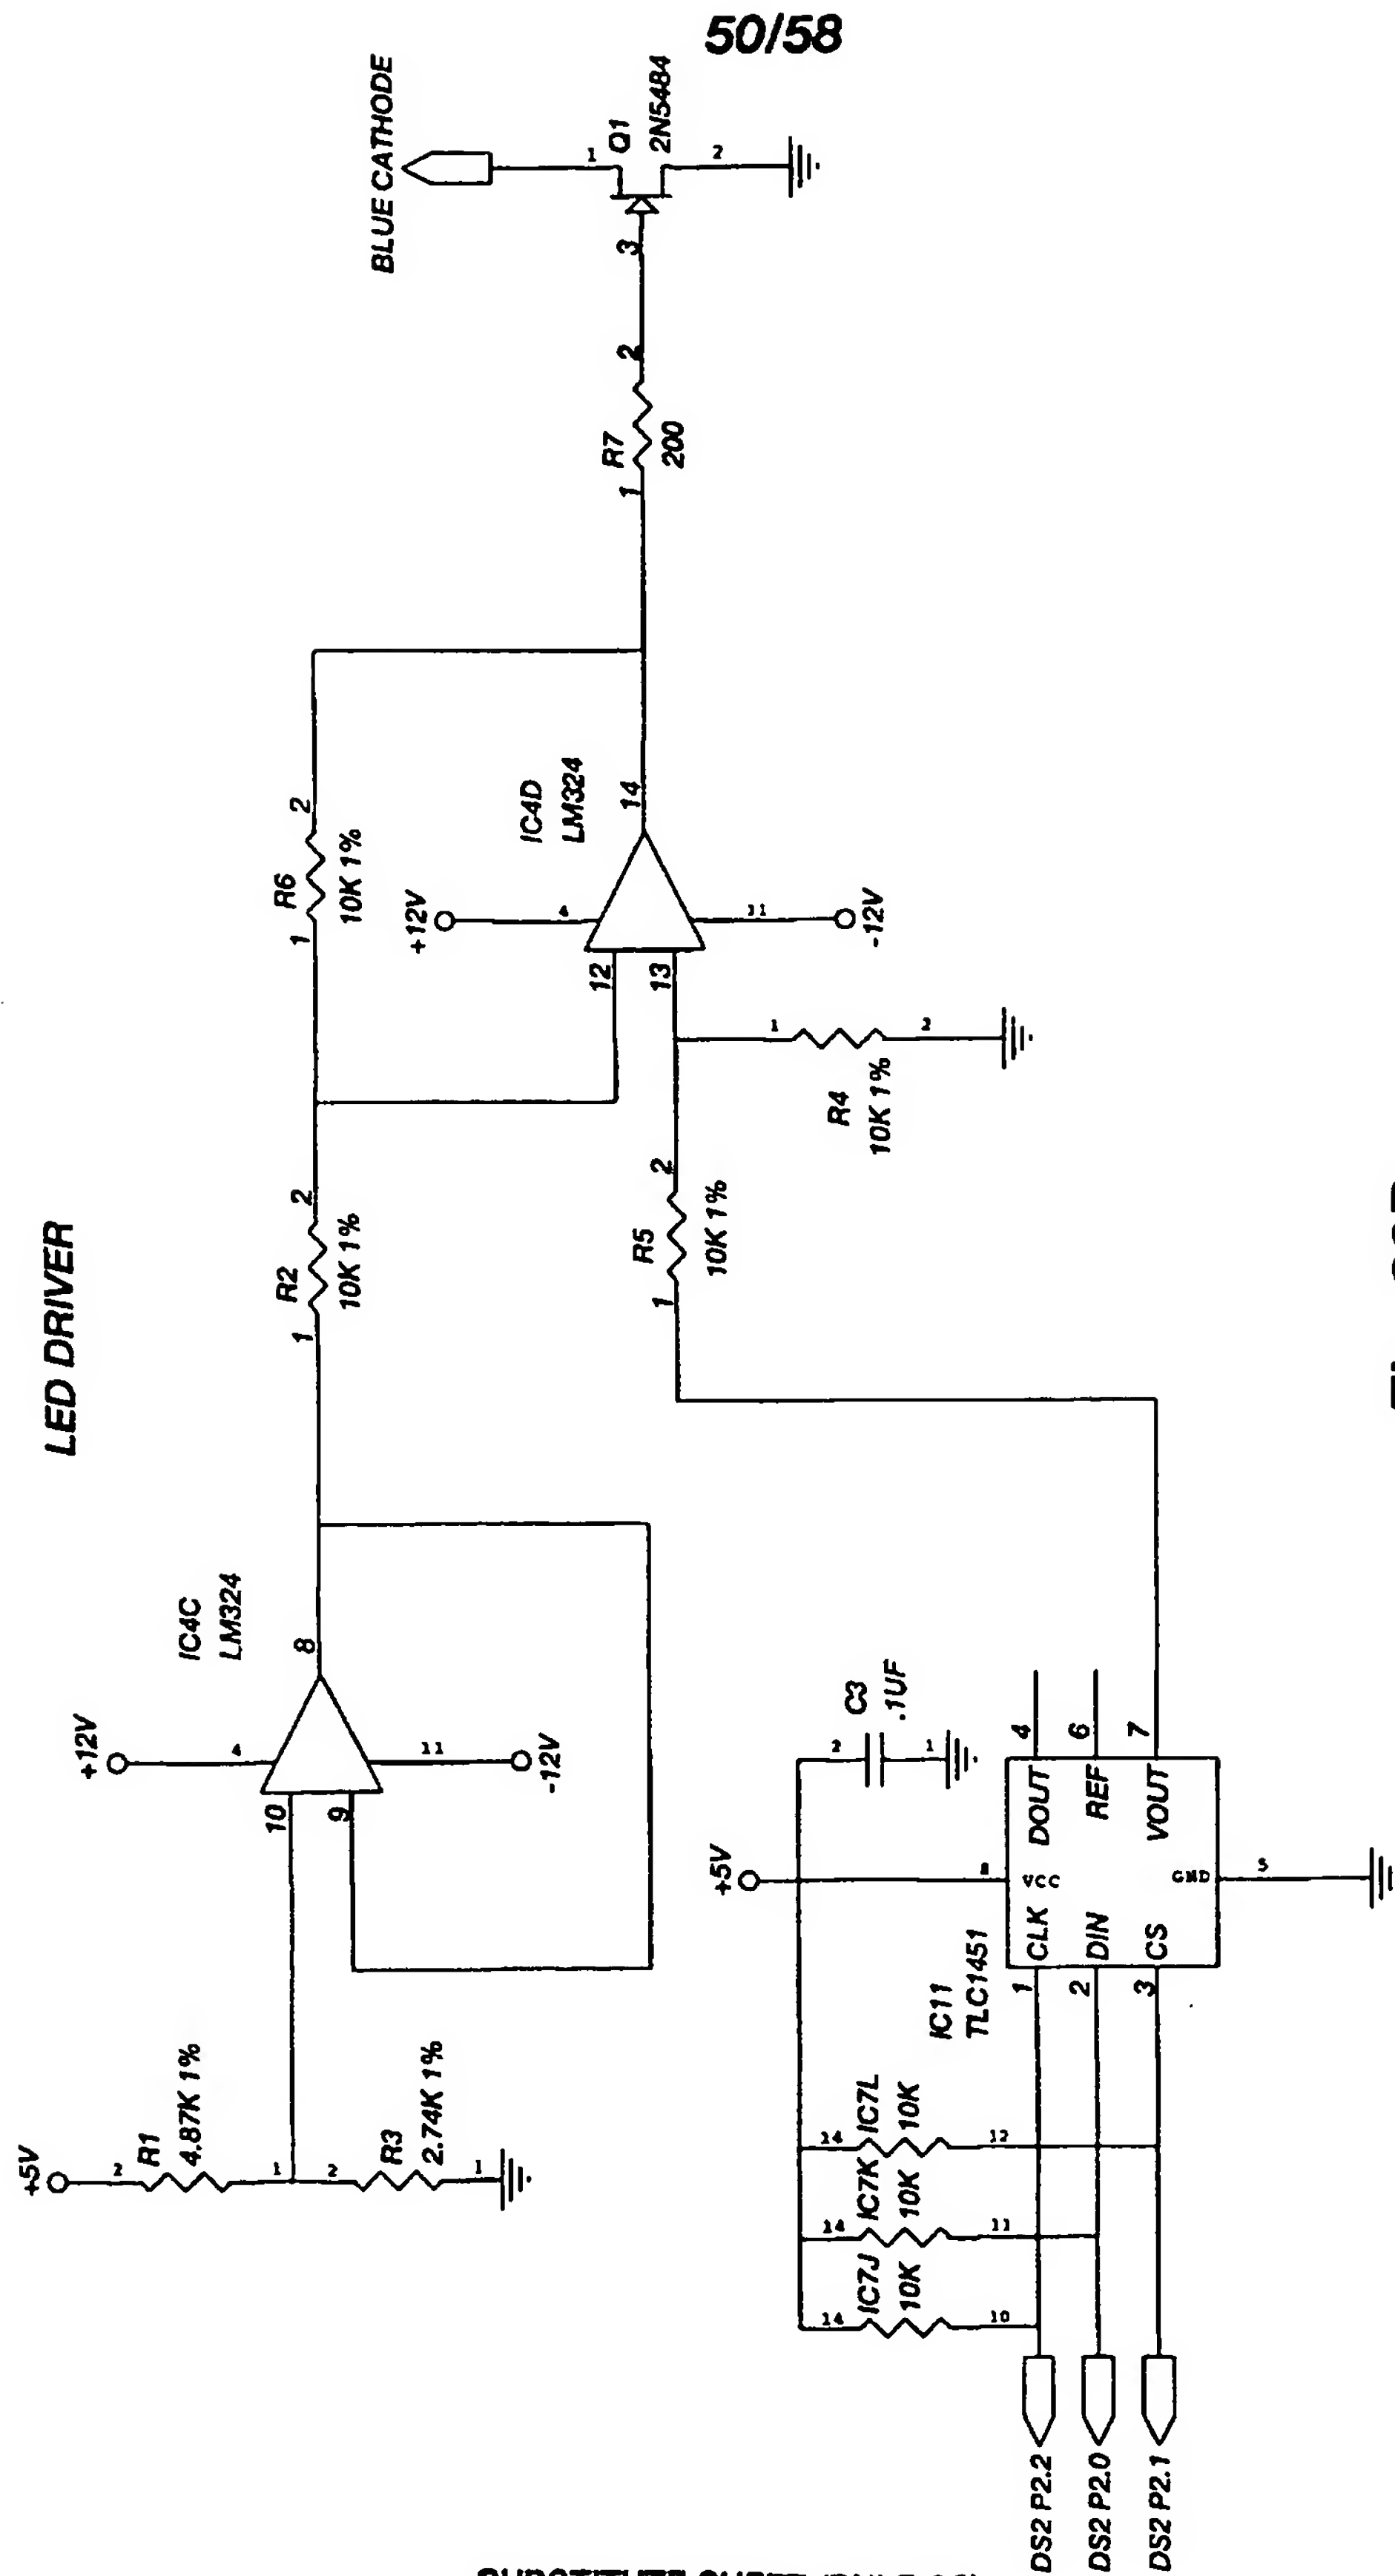 50/58
LED DRIVER
+5V
2
R1
4.87K 1%
1
2
R3
2.74K 1%
1
+12V
4
10
9
8
11
-12V
IC4C
LM324
1
R2
10K 1%
2
1
R6
10K 1%
2
+12V
4
12
13
14
11
-12V
IC4D
LM324
1
R5
10K 1%
2
1
R4
10K 1%
2
1
R7
200
2
3
1
Q1
2N5484
2
BLUE CATHODE
+5V
2
C3
.1UF
1
14
IC7J
10K
10
14
IC7K
10K
11
14
IC7L
10K
12
IC11
TLC1451
8
VCC
1
CLK
2
DIN
3
CS
DOUT
4
REF
6
VOUT
7
GND
5
DS2 P2.2
DS2 P2.0
DS2 P2.1